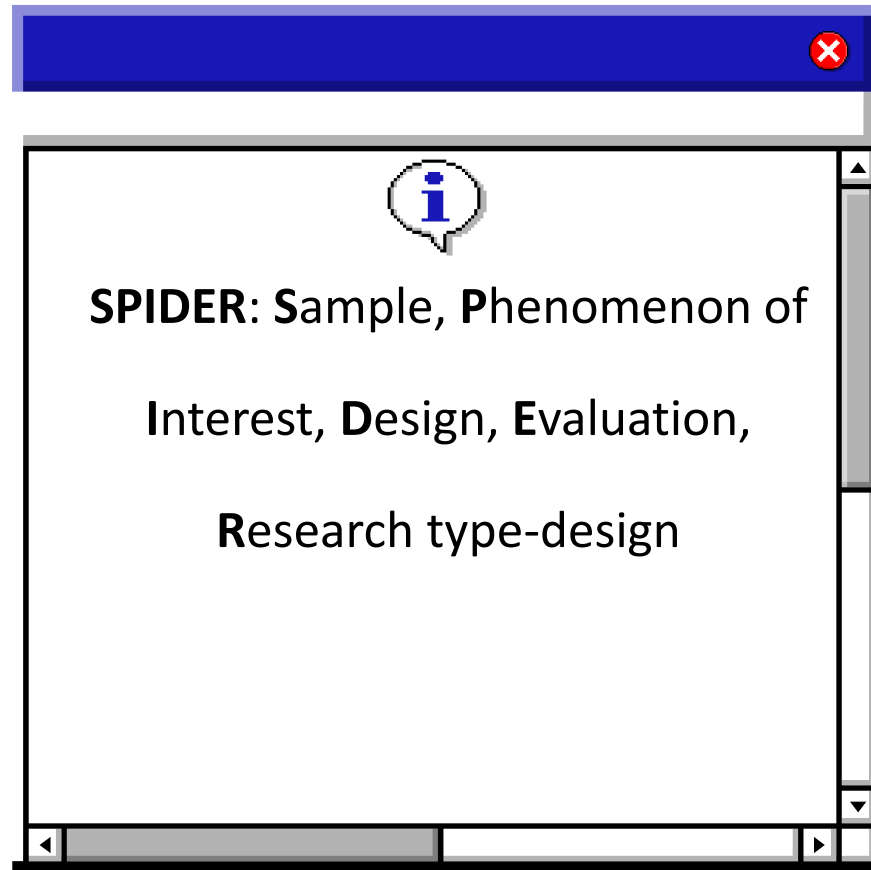 i
SPIDER: Sample, Phenomenon of
Interest, Design, Evaluation,
Research type-design